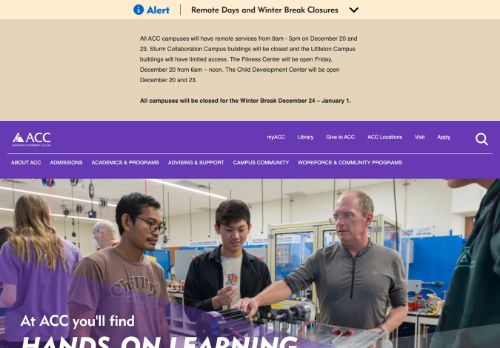 Alert | Remote Days and Winter Break Closures
All ACC campuses will have remote services from 8am - 5pm on December 20 and
23. Sturm Collaboration Campus buildings will be closed and the Littleton Campus
buildings will have limited access. The Fitness Center will be open Friday,
December 20 from 6am – noon. The Child Development Center will be open
December 20 and 23.
All campuses will be closed for the Winter Break December 24 – January 1.
myACC Library Give to ACC ACC Locations Visit Apply
ACC
ARAPAHOE COMMUNITY COLLEGE
ABOUT ACC ADMISSIONS ACADEMICS & PROGRAMS ADVISING & SUPPORT CAMPUS COMMUNITY WORKFORCE & COMMUNITY PROGRAMS
At ACC you'll find
HANDS-ON LEARNING